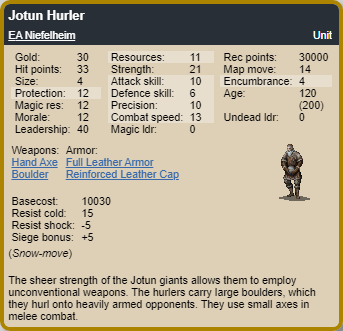 Jotun Hurler
EA Niefelheim Unit
Gold: 30 Resources: 11 Rec points: 30000
Hit points: 33 Strength: 21 Map move: 14
Size: 4 Attack skill: 10 Encumbrance: 4
Protection: 12 Defence skill: 6 Age: 120
Magic res: 12 Precision: 10 (200)
Morale: 12 Combat speed: 13 Undead ldr: 0
Leadership: 40 Magic ldr: 0
Weapons: Armor:
Hand Axe Full Leather Armor
Boulder Reinforced Leather Cap
Basecost: 10030
Resist cold: 15
Resist shock: -5
Siege bonus: +5
(Snow-move)
The sheer strength of the Jotun giants allows them to employ
unconventional weapons. The hurlers carry large boulders, which
they hurl onto heavily armed opponents. They use small axes in
melee combat.